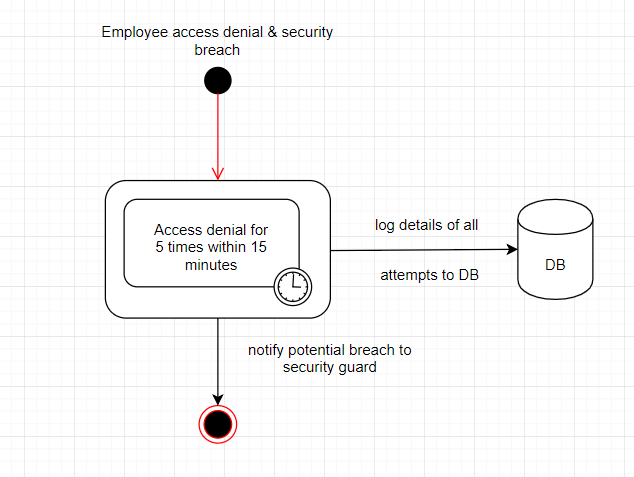 Employee access denial & security
breach
Access denial for
5 times within 15
minutes
log details of all
attempts to DB
DB
notify potential breach to
security guard